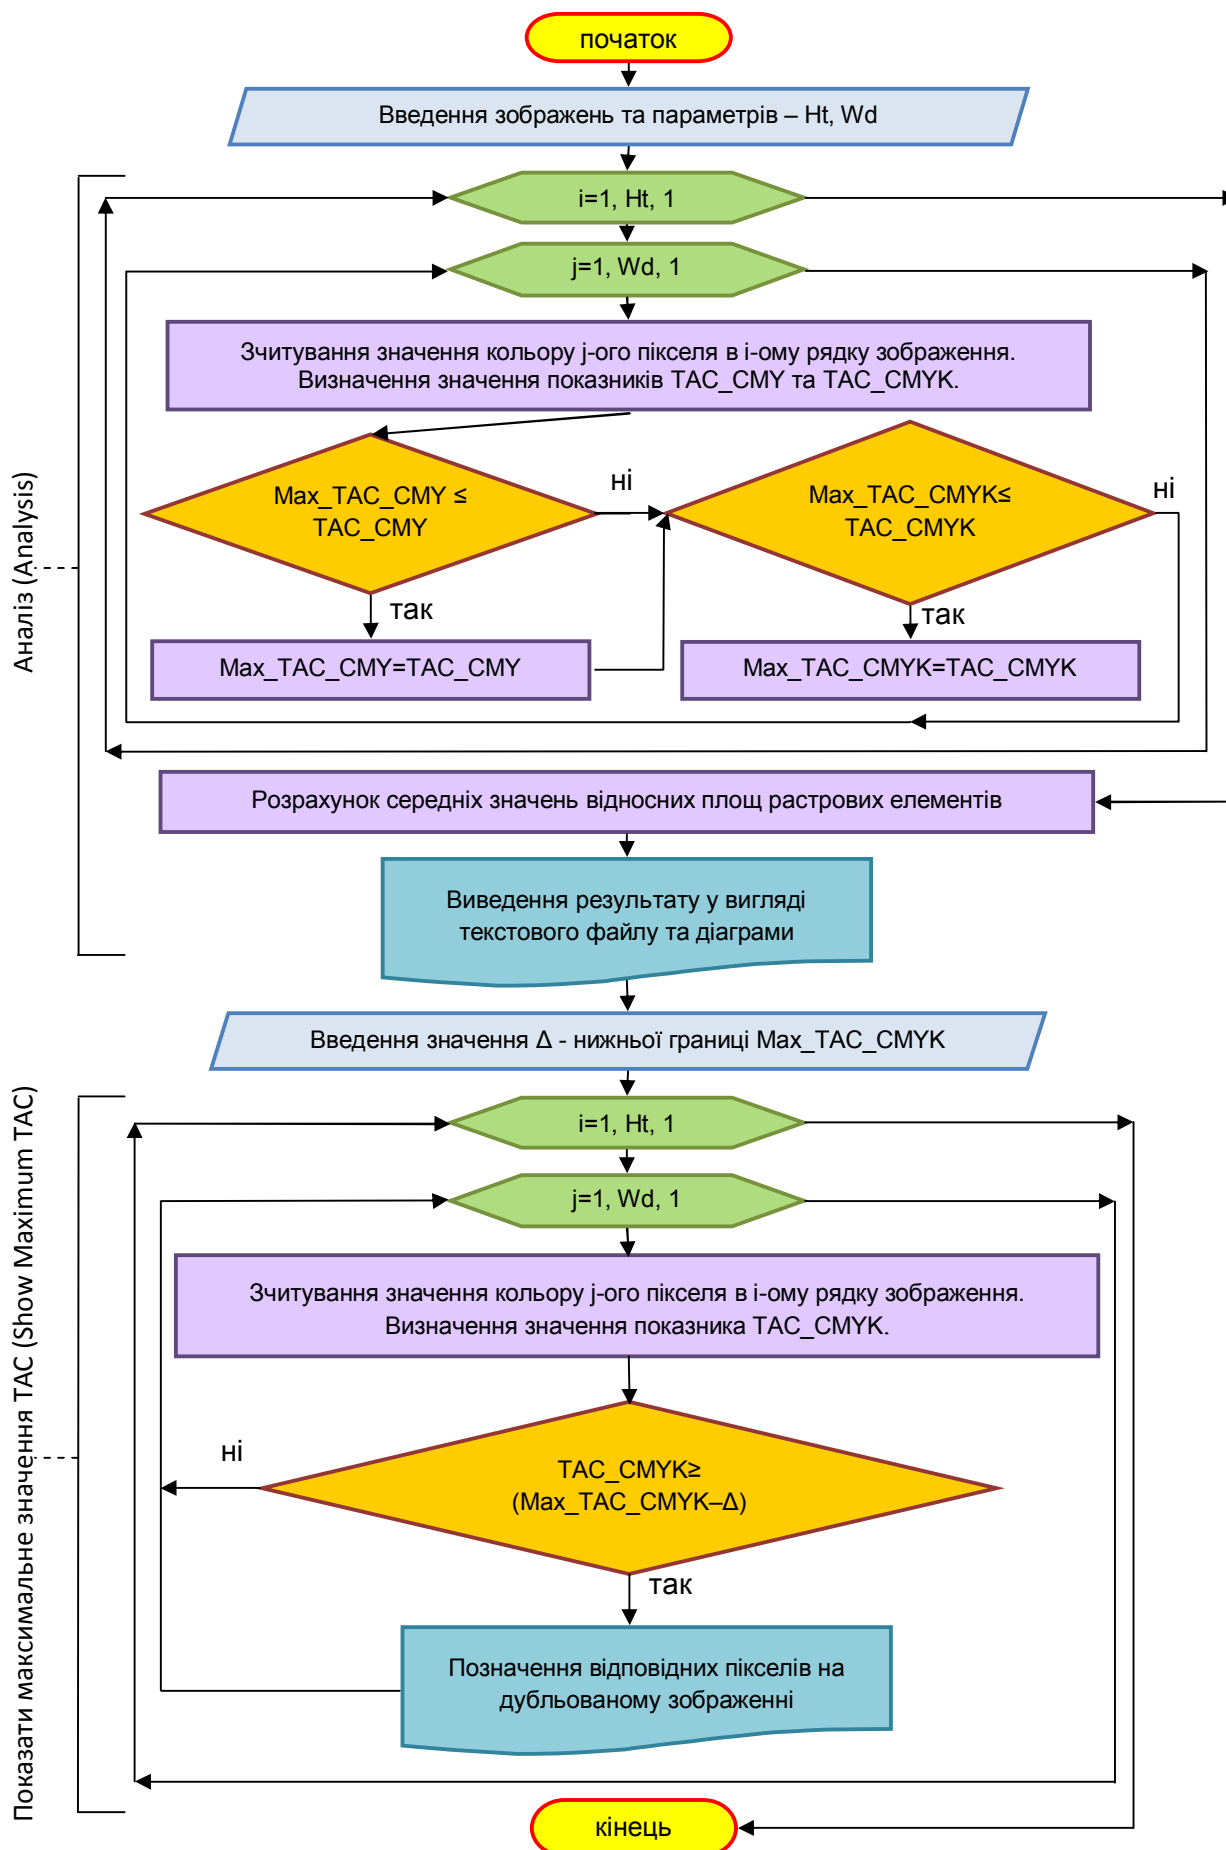 початок
Введення зображень та параметрів – Ht, Wd
i=1, Ht, 1
j=1, Wd, 1
Зчитування значення кольору j-ого пікселя в i-ому рядку зображення.
Визначення значення показників TAC_CMY та TAC_CMYK.
Max_TAC_CMY ≤
TAC_CMY
ні
Max_TAC_CMYK≤
TAC_CMYK
ні
так
так
Max_TAC_CMY=TAC_CMY
Max_TAC_CMYK=TAC_CMYK
Аналіз (Analysis)
Розрахунок середніх значень відносних площ растрових елементів
Виведення результату у вигляді
текстового файлу та діаграми
Введення значення Δ - нижньої границі Max_TAC_CMYK
i=1, Ht, 1
j=1, Wd, 1
Зчитування значення кольору j-ого пікселя в i-ому рядку зображення.
Визначення значення показника TAC_CMYK.
ні
TAC_CMYK≥
(Max_TAC_CMYK–Δ)
так
Позначення відповідних пікселів на
дубльованому зображенні
Показати максимальне значення TAC (Show Maximum TAC)
кінець